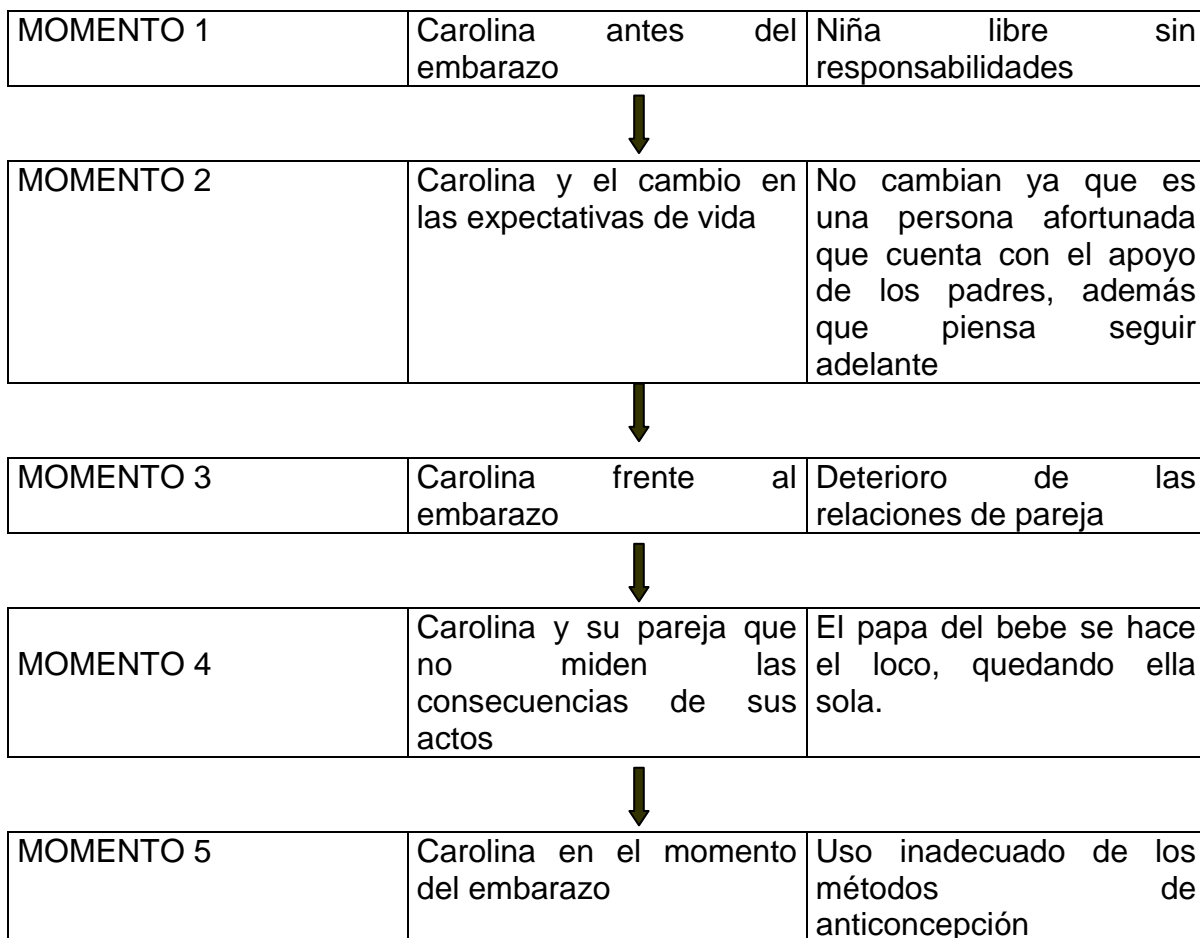 MOMENTO 1
Carolina antes del
embarazo
Niña libre sin
responsabilidades
MOMENTO 2
Carolina y el cambio en
las expectativas de vida
No cambian ya que es
una persona afortunada
que cuenta con el apoyo
de los padres, además
que piensa seguir
adelante
MOMENTO 3
Carolina frente al
embarazo
Deterioro de las
relaciones de pareja
MOMENTO 4
Carolina y su pareja que
no miden las
consecuencias de sus
actos
El papa del bebe se hace
el loco, quedando ella
sola.
MOMENTO 5
Carolina en el momento
del embarazo
Uso inadecuado de los
métodos de
anticoncepción